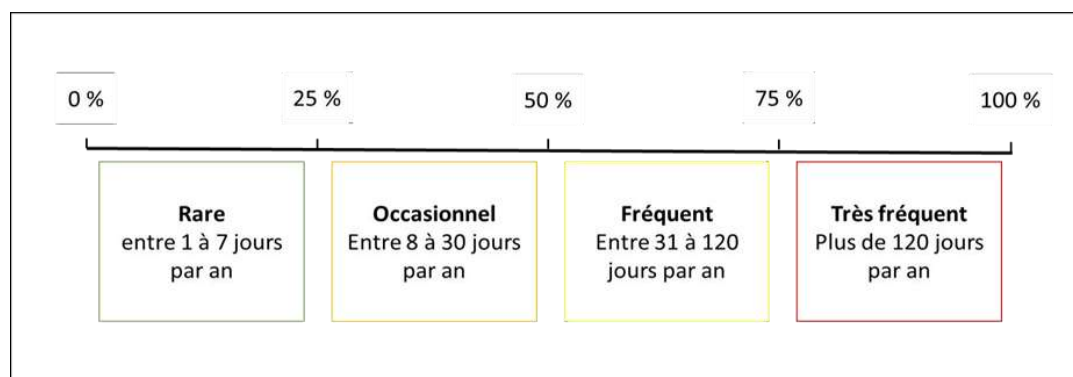 0 % 25 % 50 % 75 % 100 %
Rare
entre 1 à 7 jours
par an
Occasionnel
Entre 8 à 30 jours
par an
Fréquent
Entre 31 à 120
jours par an
Très fréquent
Plus de 120 jours
par an